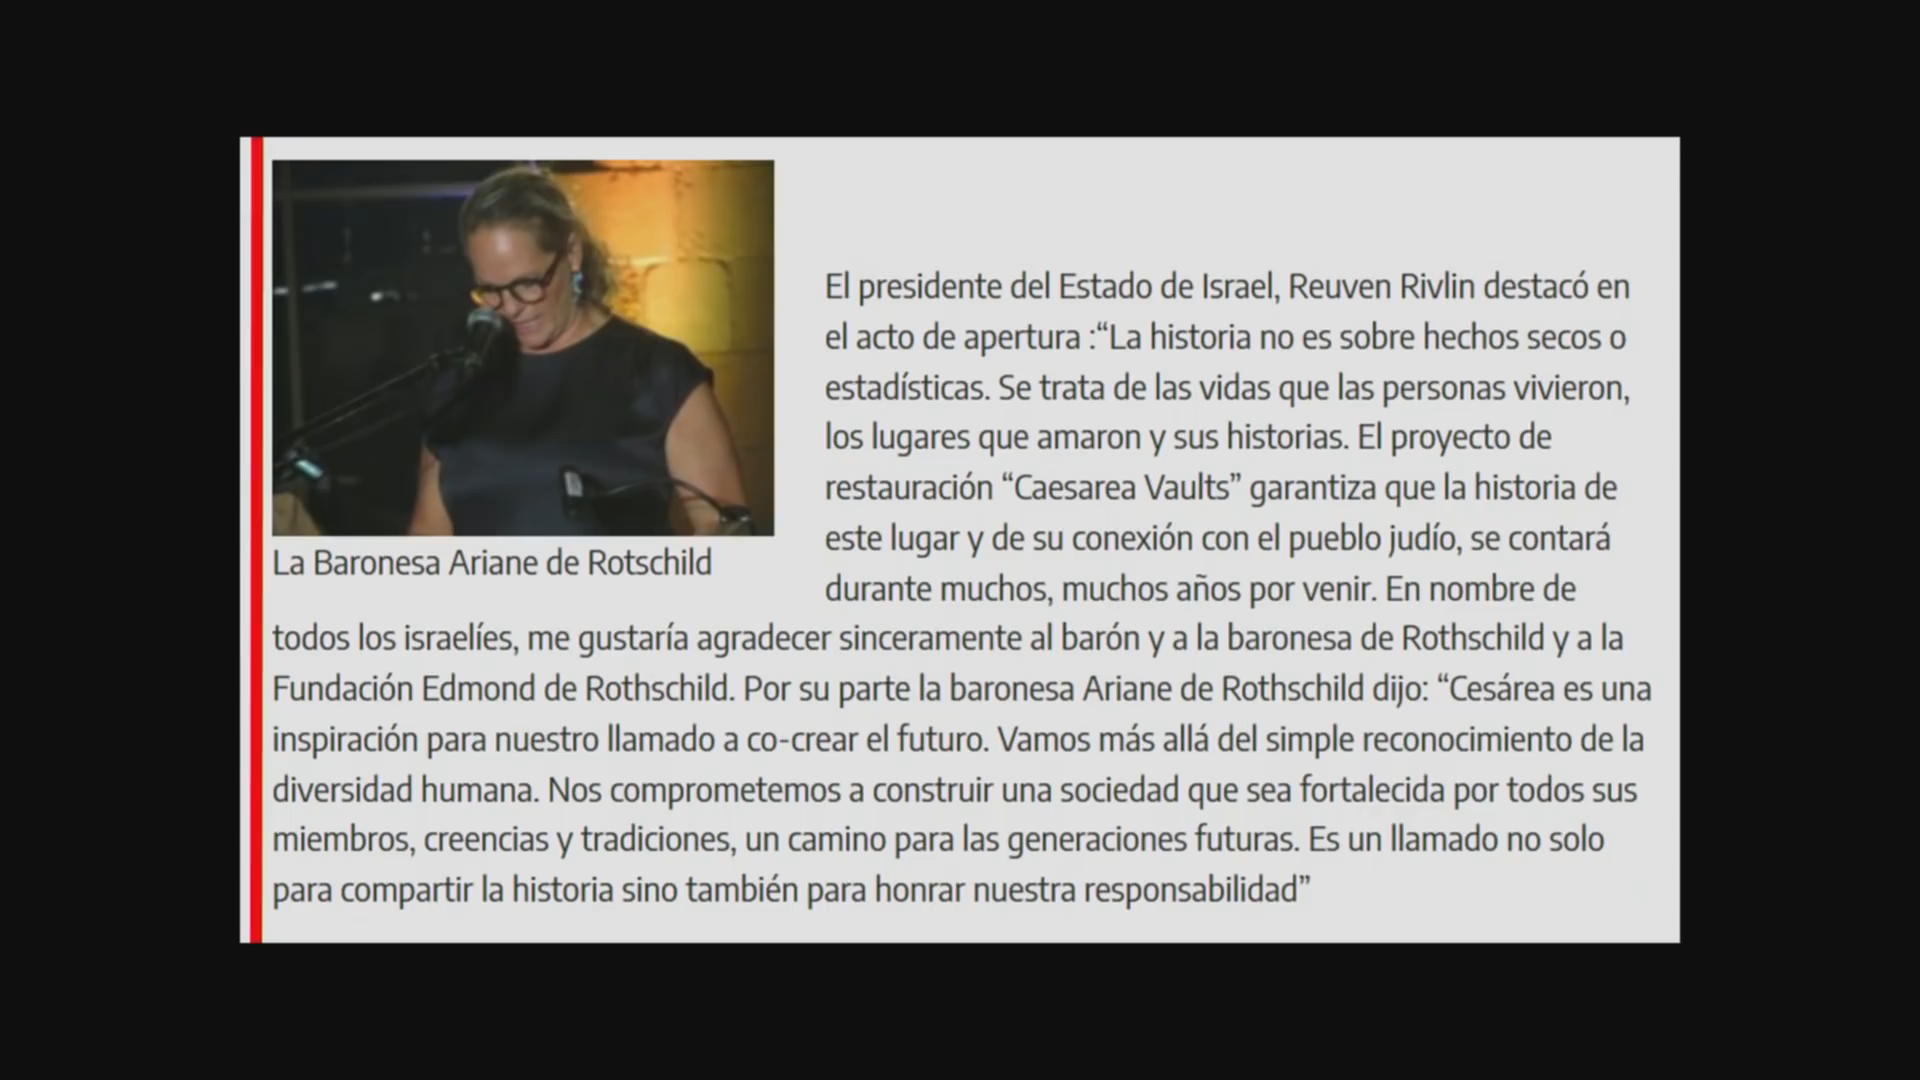 La Baronesa Ariane de Rotschild
El presidente del Estado de Israel, Reuven Rivlin destacó en
el acto de apertura :“La historia no es sobre hechos secos o
estadísticas. Se trata de las vidas que las personas vivieron,
los lugares que amaron y sus historias. El proyecto de
restauración “Caesarea Vaults” garantiza que la historia de
este lugar y de su conexión con el pueblo judío, se contará
durante muchos, muchos años por venir. En nombre de
todos los israelíes, me gustaría agradecer sinceramente al barón y a la baronesa de Rothschild y a la
Fundación Edmond de Rothschild. Por su parte la baronesa Ariane de Rothschild dijo: “Cesárea es una
inspiración para nuestro llamado a co-crear el futuro. Vamos más allá del simple reconocimiento de la
diversidad humana. Nos comprometemos a construir una sociedad que sea fortalecida por todos sus
miembros, creencias y tradiciones, un camino para las generaciones futuras. Es un llamado no solo
para compartir la historia sino también para honrar nuestra responsabilidad”